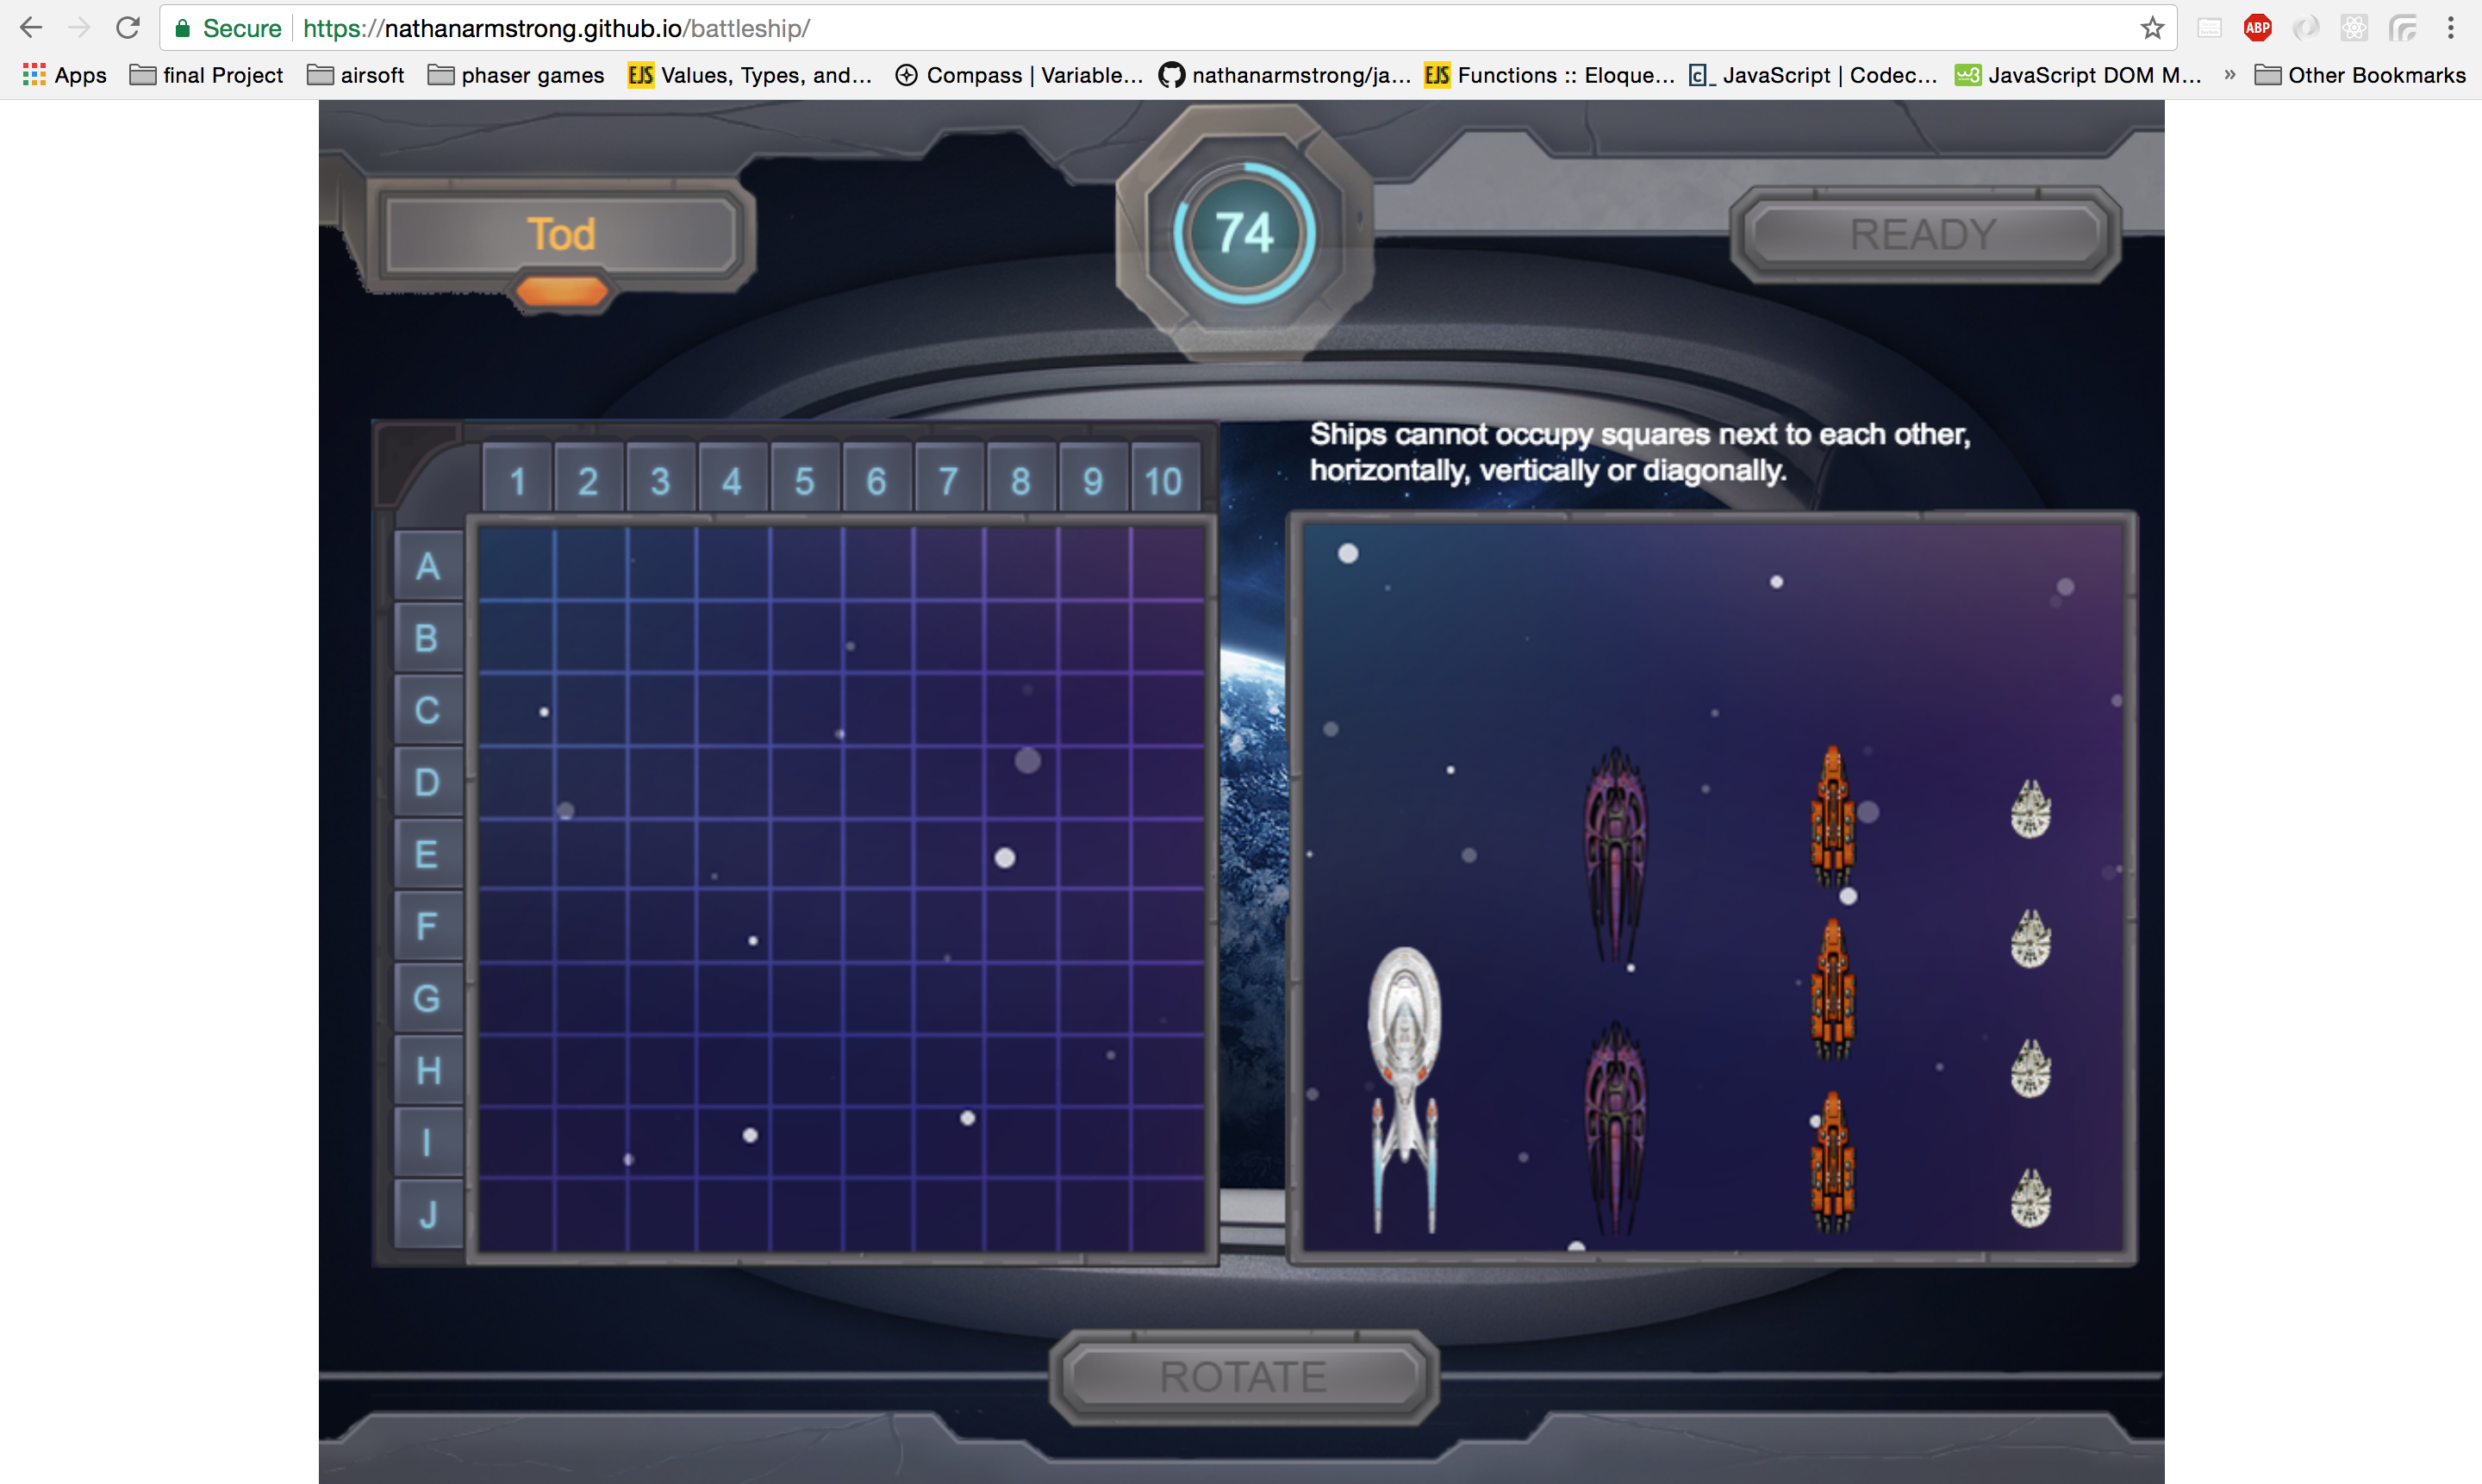 Secure https://nathanarmstrong.github.io/battleship/
ABP
Apps final Project airsoft phaser games EJS Values, Types, and... Compass | Variable... nathanarmstrong/ja... EJS Functions :: Eloque... c|_ JavaScript | Codec... w3 JavaScript DOM M... » Other Bookmarks
Tod
74
READY
Ships cannot occupy squares next to each other,
horizontally, vertically or diagonally.
1 2 3 4 5 6 7 8 9 10
A
B
C
D
E
F
G
H
I
J
ROTATE